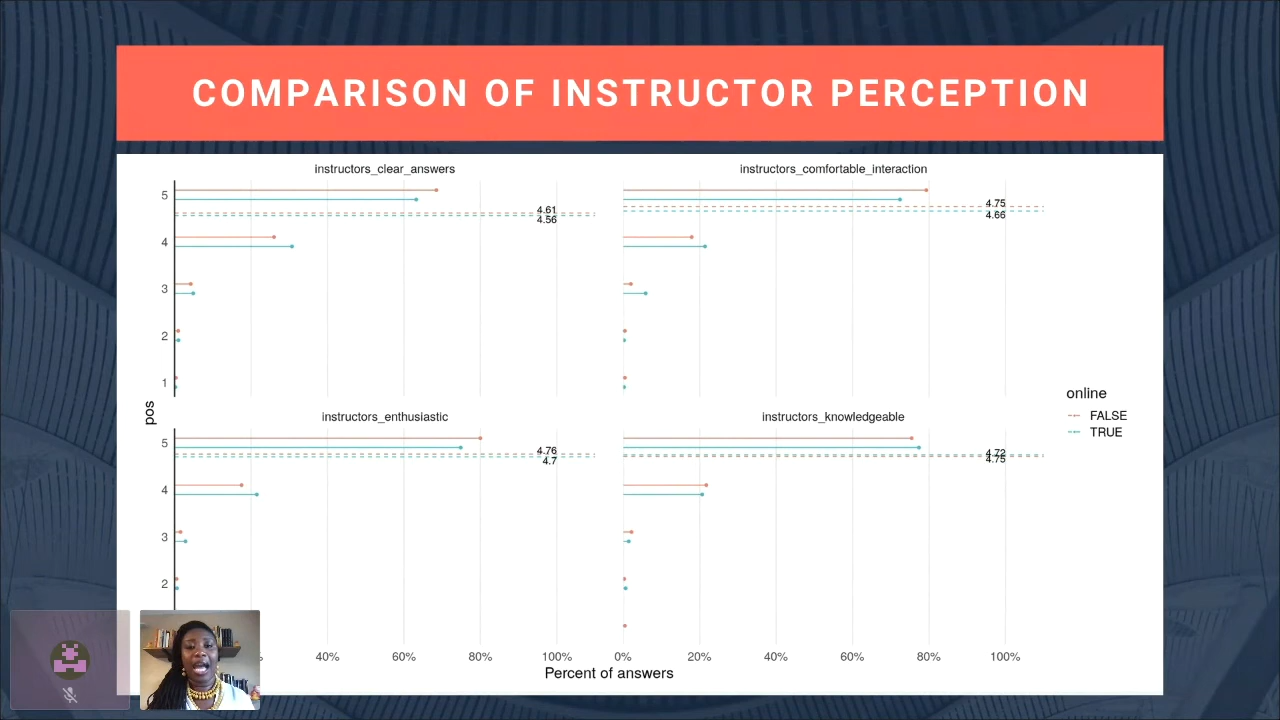 COMPARISON OF INSTRUCTOR PERCEPTION
instructors_clear_answers
instructors_comfortable_interaction
5
4
3
2
1
4.61
4.56
4.75
4.66
pos
instructors_enthusiastic
instructors_knowledgeable
5
4
3
2
4.76
4.7
4.72
4.75
online
FALSE
TRUE
40% 60% 80% 100% 0% 20% 40% 60% 80% 100%
Percent of answers